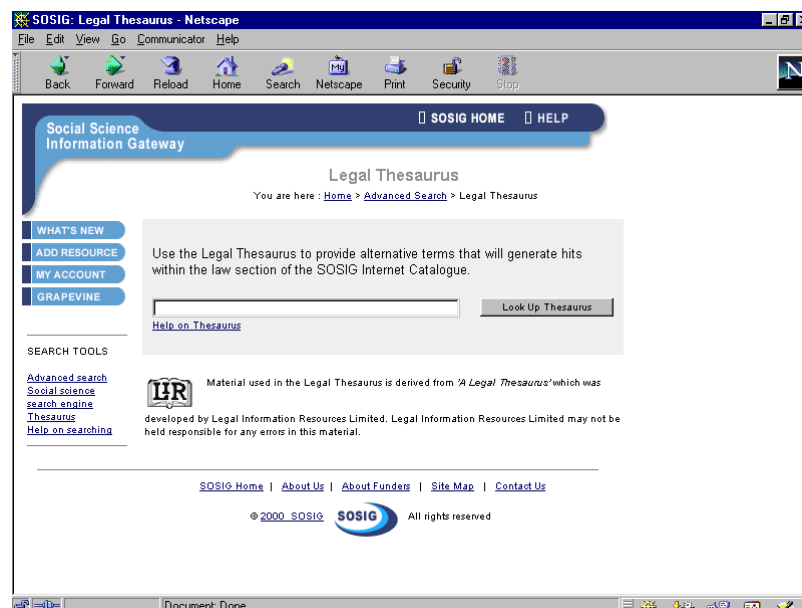 SOSIG: Legal Thesaurus - Netscape
File Edit View Go Communicator Help
Back Forward Reload Home Search Netscape Print Security Stop
My
N
SOSIG HOME HELP
Social Science
Information Gateway
Legal Thesaurus
You are here : Home > Advanced Search > Legal Thesaurus
WHAT'S NEW
ADD RESOURCE
MY ACCOUNT
GRAPEVINE
Use the Legal Thesaurus to provide alternative terms that will generate hits
within the law section of the SOSIG Internet Catalogue.
Look Up Thesaurus
Help on Thesaurus
SEARCH TOOLS
Advanced search
Social science
search engine
Thesaurus
Help on searching
LIR
Material used in the Legal Thesaurus is derived from 'A Legal Thesaurus' which was
developed by Legal Information Resources Limited. Legal Information Resources Limited may not be
held responsible for any errors in this material.
SOSIG Home | About Us | About Funders | Site Map | Contact Us
© 2000 SOSIG SOSIG All rights reserved
Document: Done